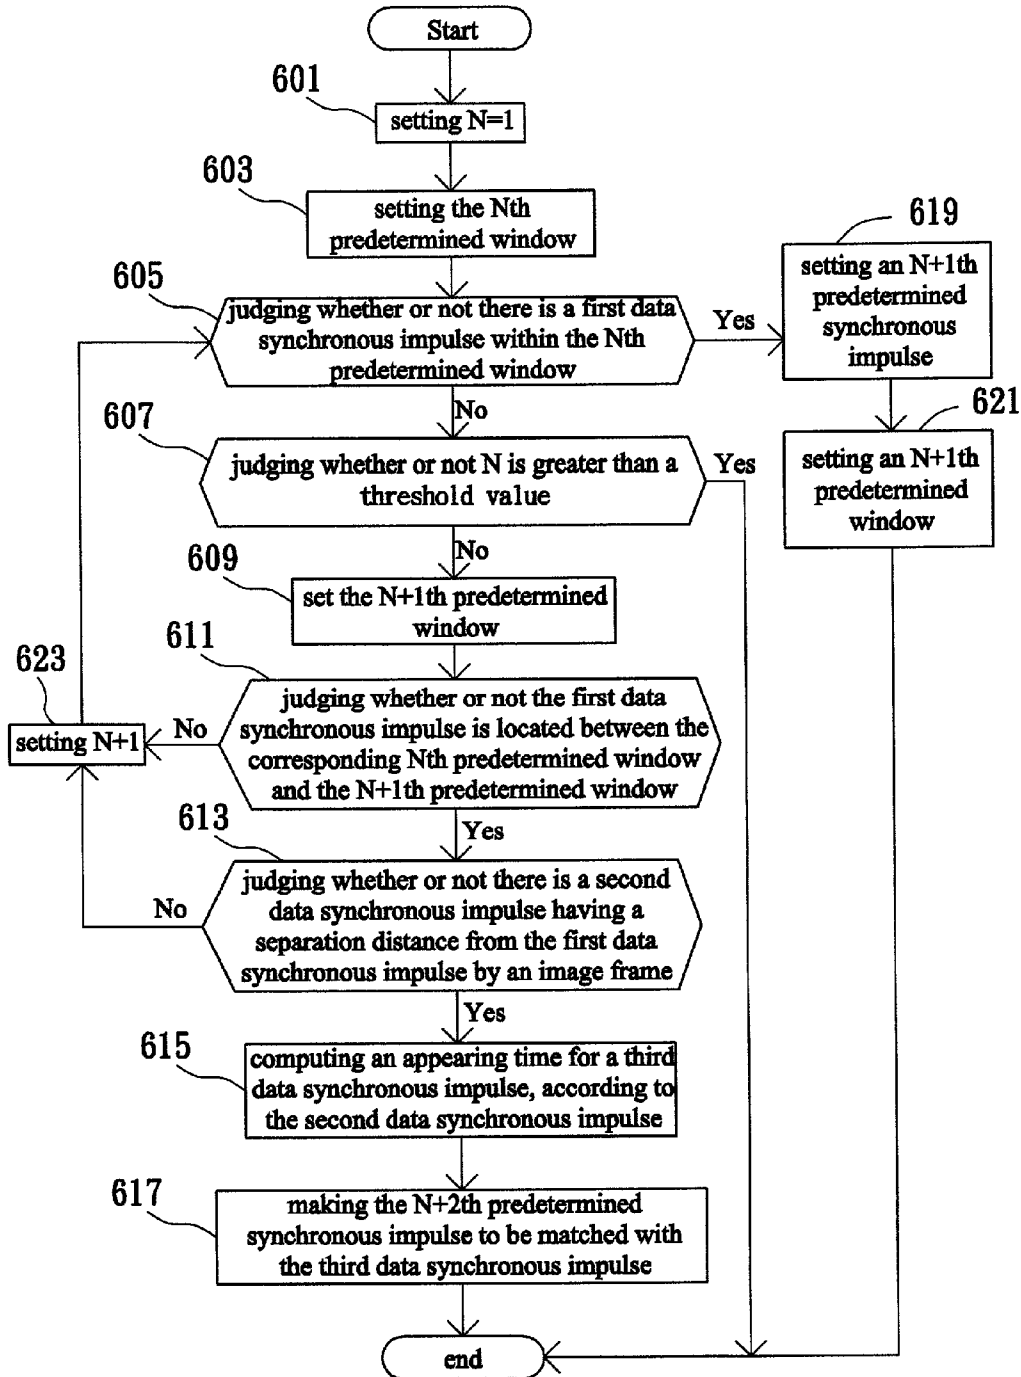 Start
601
setting N=1
603
setting the Nth
predetermined window
619
setting an N+1th
predetermined
synchronous
impulse
605
judging whether or not there is a first data
synchronous impulse within the Nth
predetermined window
Yes
No
621
setting an N+1th
predetermined
window
607
judging whether or not N is greater than a
threshold value
Yes
No
609
set the N+1th predetermined
window
611
judging whether or not the first data
synchronous impulse is located between the
corresponding Nth predetermined window
and the N+1th predetermined window
No
623
setting N+1
Yes
613
judging whether or not there is a second
data synchronous impulse having a
separation distance from the first data
synchronous impulse by an image frame
No
Yes
615
computing an appearing time for a third
data synchronous impulse, according to
the second data synchronous impulse
617
making the N+2th predetermined
synchronous impulse to be matched with
the third data synchronous impulse
end